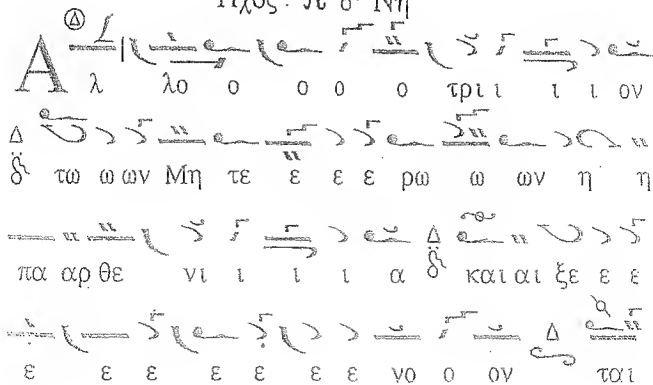 Ἦχος · πλ δ' Νη
Α λ λο ο ο ο ο τρι ι ι ι ον
Δ τω ω ων Μη τε ε ε ε ρω ω ων η η
πα αρ θε νι ι ι ι α Δ και αι ξε ε ε
ε ε ε ε ε ε ε νο ο ον Δ ται